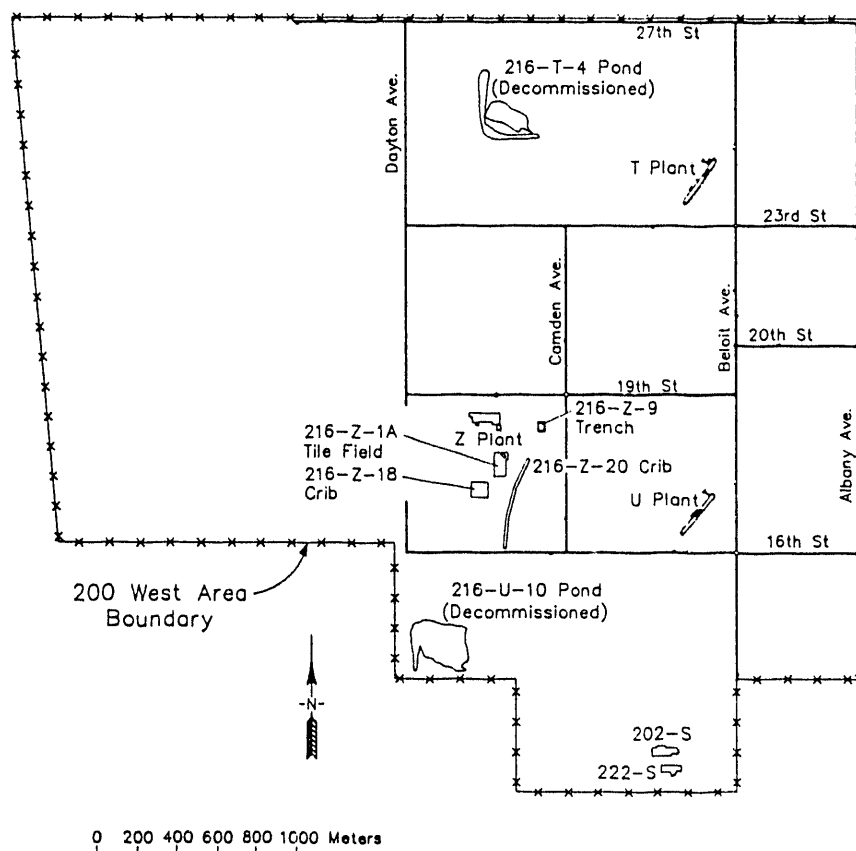 27th St
216-T-4 Pond
(Decommissioned)
Dayton Ave.
T Plant
23rd St
Camden Ave.
Beloit Ave.
20th St
19th St
216-Z-9
Trench
216-Z-1A
Tile Field
Z Plant
216-Z-18
Crib
216-Z-20 Crib
U Plant
Albany Ave.
16th St
200 West Area
Boundary
216-U-10 Pond
(Decommissioned)
-N-
202-S
222-S
0 200 400 600 800 1000 Meters